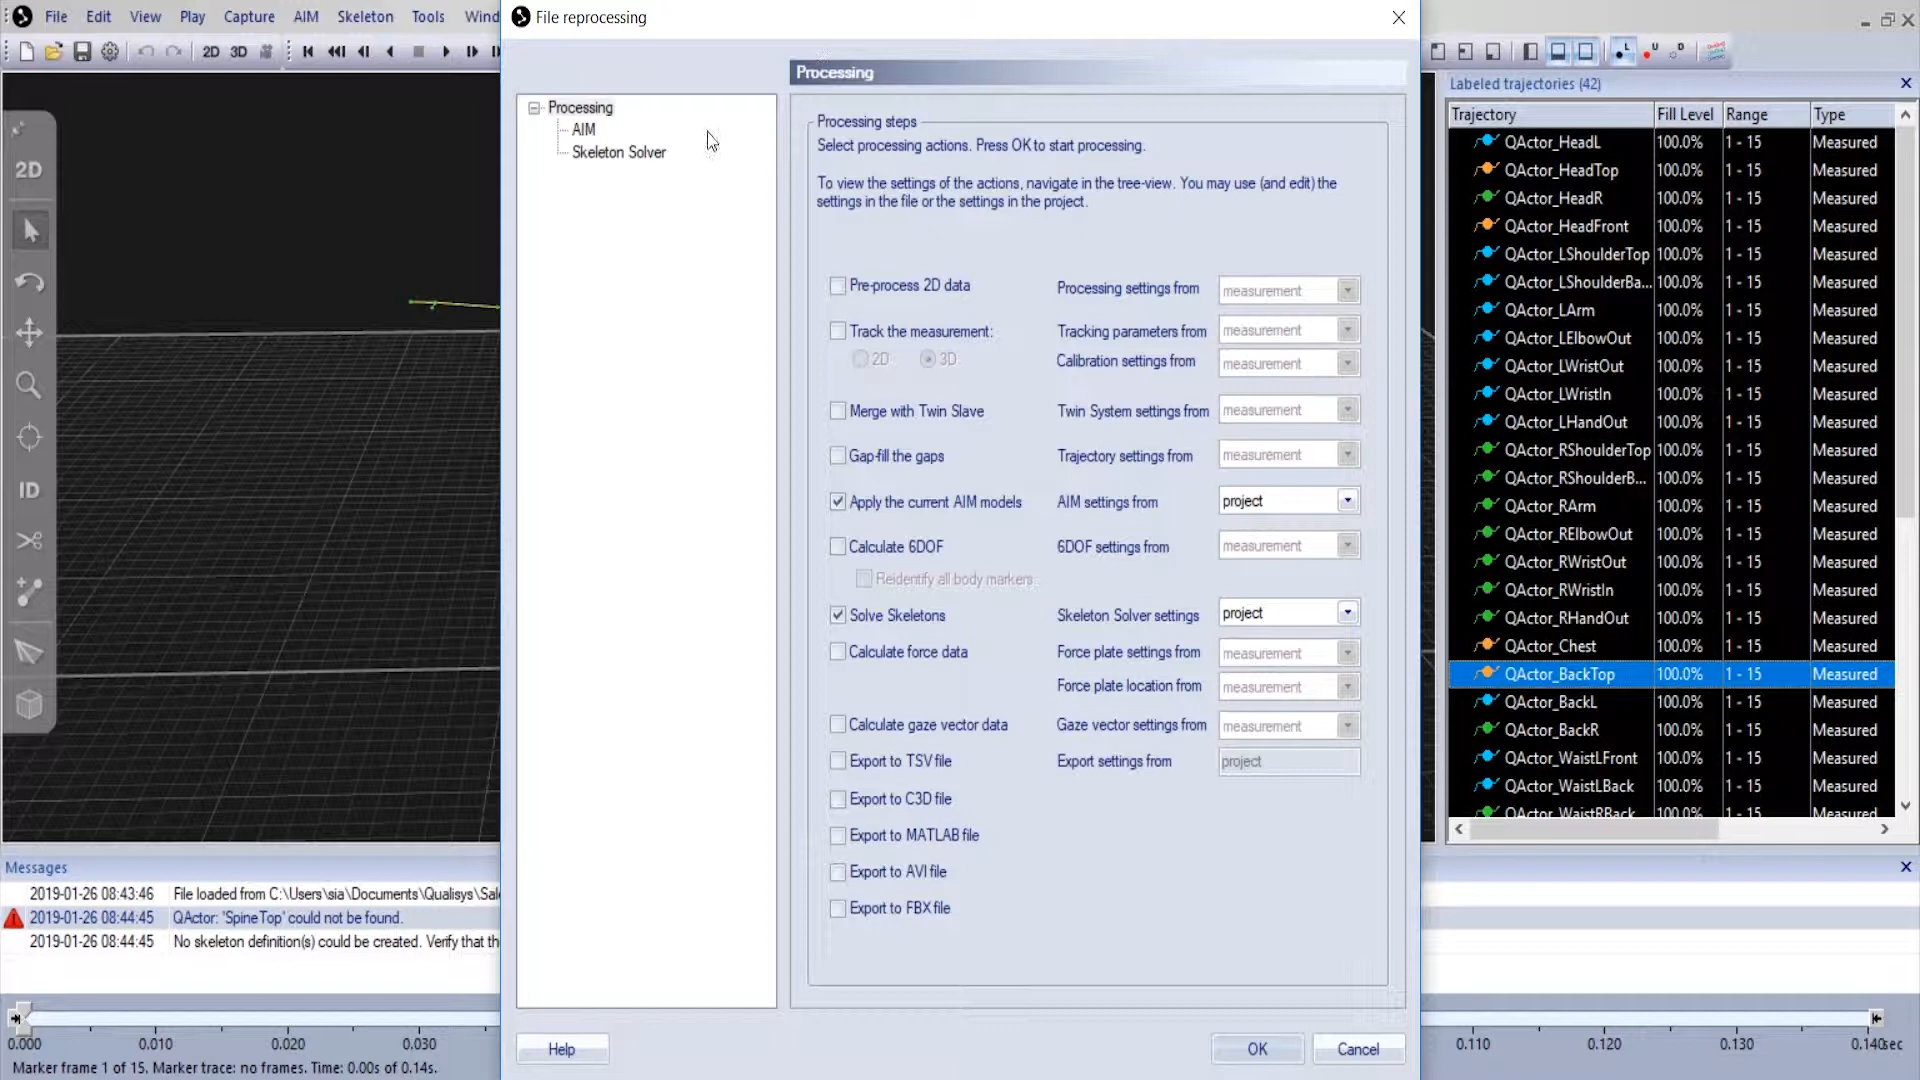 File Edit View Play Capture AIM Skeleton Tools Wind
File reprocessing
2D 3D
L U D
Processing
Processing
AIM
Skeleton Solver
Processing steps
Select processing actions. Press OK to start processing.
To view the settings of the actions, navigate in the tree-view. You may use (and edit) the
settings in the file or the settings in the project.
Pre-process 2D data Processing settings from measurement
Track the measurement: Tracking parameters from measurement
2D 3D Calibration settings from measurement
Merge with Twin Slave Twin System settings from measurement
Gap-fill the gaps Trajectory settings from measurement
Apply the current AIM models AIM settings from project
Calculate 6DOF 6DOF settings from measurement
Reidentify all body markers
Solve Skeletons Skeleton Solver settings project
Calculate force data Force plate settings from measurement
Force plate location from measurement
Calculate gaze vector data Gaze vector settings from measurement
Export to TSV file Export settings from project
Export to C3D file
Export to MATLAB file
Export to AVI file
Export to FBX file
Help OK Cancel
2D
ID
Labeled trajectories (42)
Trajectory Fill Level Range Type
QActor_HeadL 100.0% 1 - 15 Measured
QActor_HeadTop 100.0% 1 - 15 Measured
QActor_HeadR 100.0% 1 - 15 Measured
QActor_HeadFront 100.0% 1 - 15 Measured
QActor_LShoulderTop 100.0% 1 - 15 Measured
QActor_LShoulderBa... 100.0% 1 - 15 Measured
QActor_LArm 100.0% 1 - 15 Measured
QActor_LElbowOut 100.0% 1 - 15 Measured
QActor_LWristOut 100.0% 1 - 15 Measured
QActor_LWristIn 100.0% 1 - 15 Measured
QActor_LHandOut 100.0% 1 - 15 Measured
QActor_RShoulderTop 100.0% 1 - 15 Measured
QActor_RShoulderB... 100.0% 1 - 15 Measured
QActor_RArm 100.0% 1 - 15 Measured
QActor_RElbowOut 100.0% 1 - 15 Measured
QActor_RWristOut 100.0% 1 - 15 Measured
QActor_RWristIn 100.0% 1 - 15 Measured
QActor_RHandOut 100.0% 1 - 15 Measured
QActor_Chest 100.0% 1 - 15 Measured
QActor_BackTop 100.0% 1 - 15 Measured
QActor_BackL 100.0% 1 - 15 Measured
QActor_BackR 100.0% 1 - 15 Measured
QActor_WaistLFront 100.0% 1 - 15 Measured
QActor_WaistLBack 100.0% 1 - 15 Measured
QActor_WaistRBack 100.0% 1 - 15 Measured
Messages
2019-01-26 08:43:46 File loaded from C:\Users\sia\Documents\Qualisys\Sal
2019-01-26 08:44:45 QActor: 'SpineTop' could not be found.
2019-01-26 08:44:45 No skeleton definition(s) could be created. Verify that th
0.000 0.010 0.020 0.030 0.110 0.120 0.130 0.140sec
Marker frame 1 of 15. Marker trace: no frames. Time: 0.00s of 0.14s.